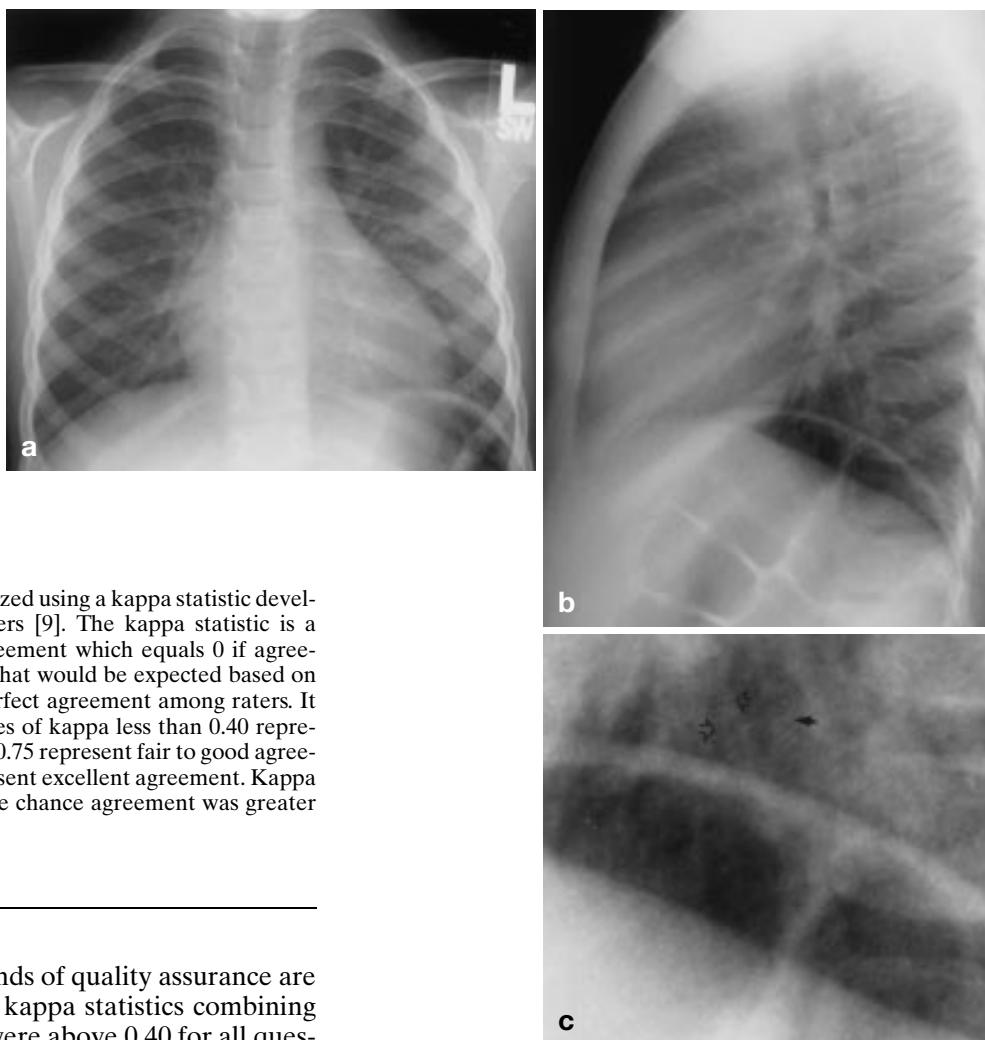 L
SW
a
b
zed using a kappa statistic devel-
ers [9]. The kappa statistic is a
eement which equals 0 if agree-
hat would be expected based on
rfect agreement among raters. It
es of kappa less than 0.40 repre-
0.75 represent fair to good agree-
sent excellent agreement. Kappa
e chance agreement was greater
nds of quality assurance are
kappa statistics combining
were above 0.40 for all ques-
c